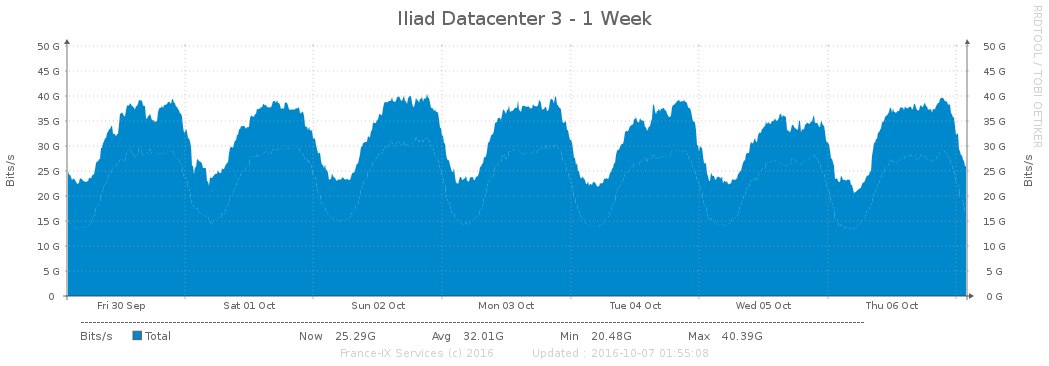 Iliad Datacenter 3 - 1 Week
RRDTOOL / TOBI OETIKER
50 G 50 G
45 G 45 G
40 G 40 G
35 G 35 G
30 G 30 G
25 G 25 G
20 G 20 G
15 G 15 G
10 G 10 G
5 G 5 G
0 0 G
Bits/s Bits/s
Fri 30 Sep Sat 01 Oct Sun 02 Oct Mon 03 Oct Tue 04 Oct Wed 05 Oct Thu 06 Oct
Bits/s Total Now 25.29G Avg 32.01G Min 20.48G Max 40.39G
France-IX Services (c) 2016 Updated : 2016-10-07 01:55:08